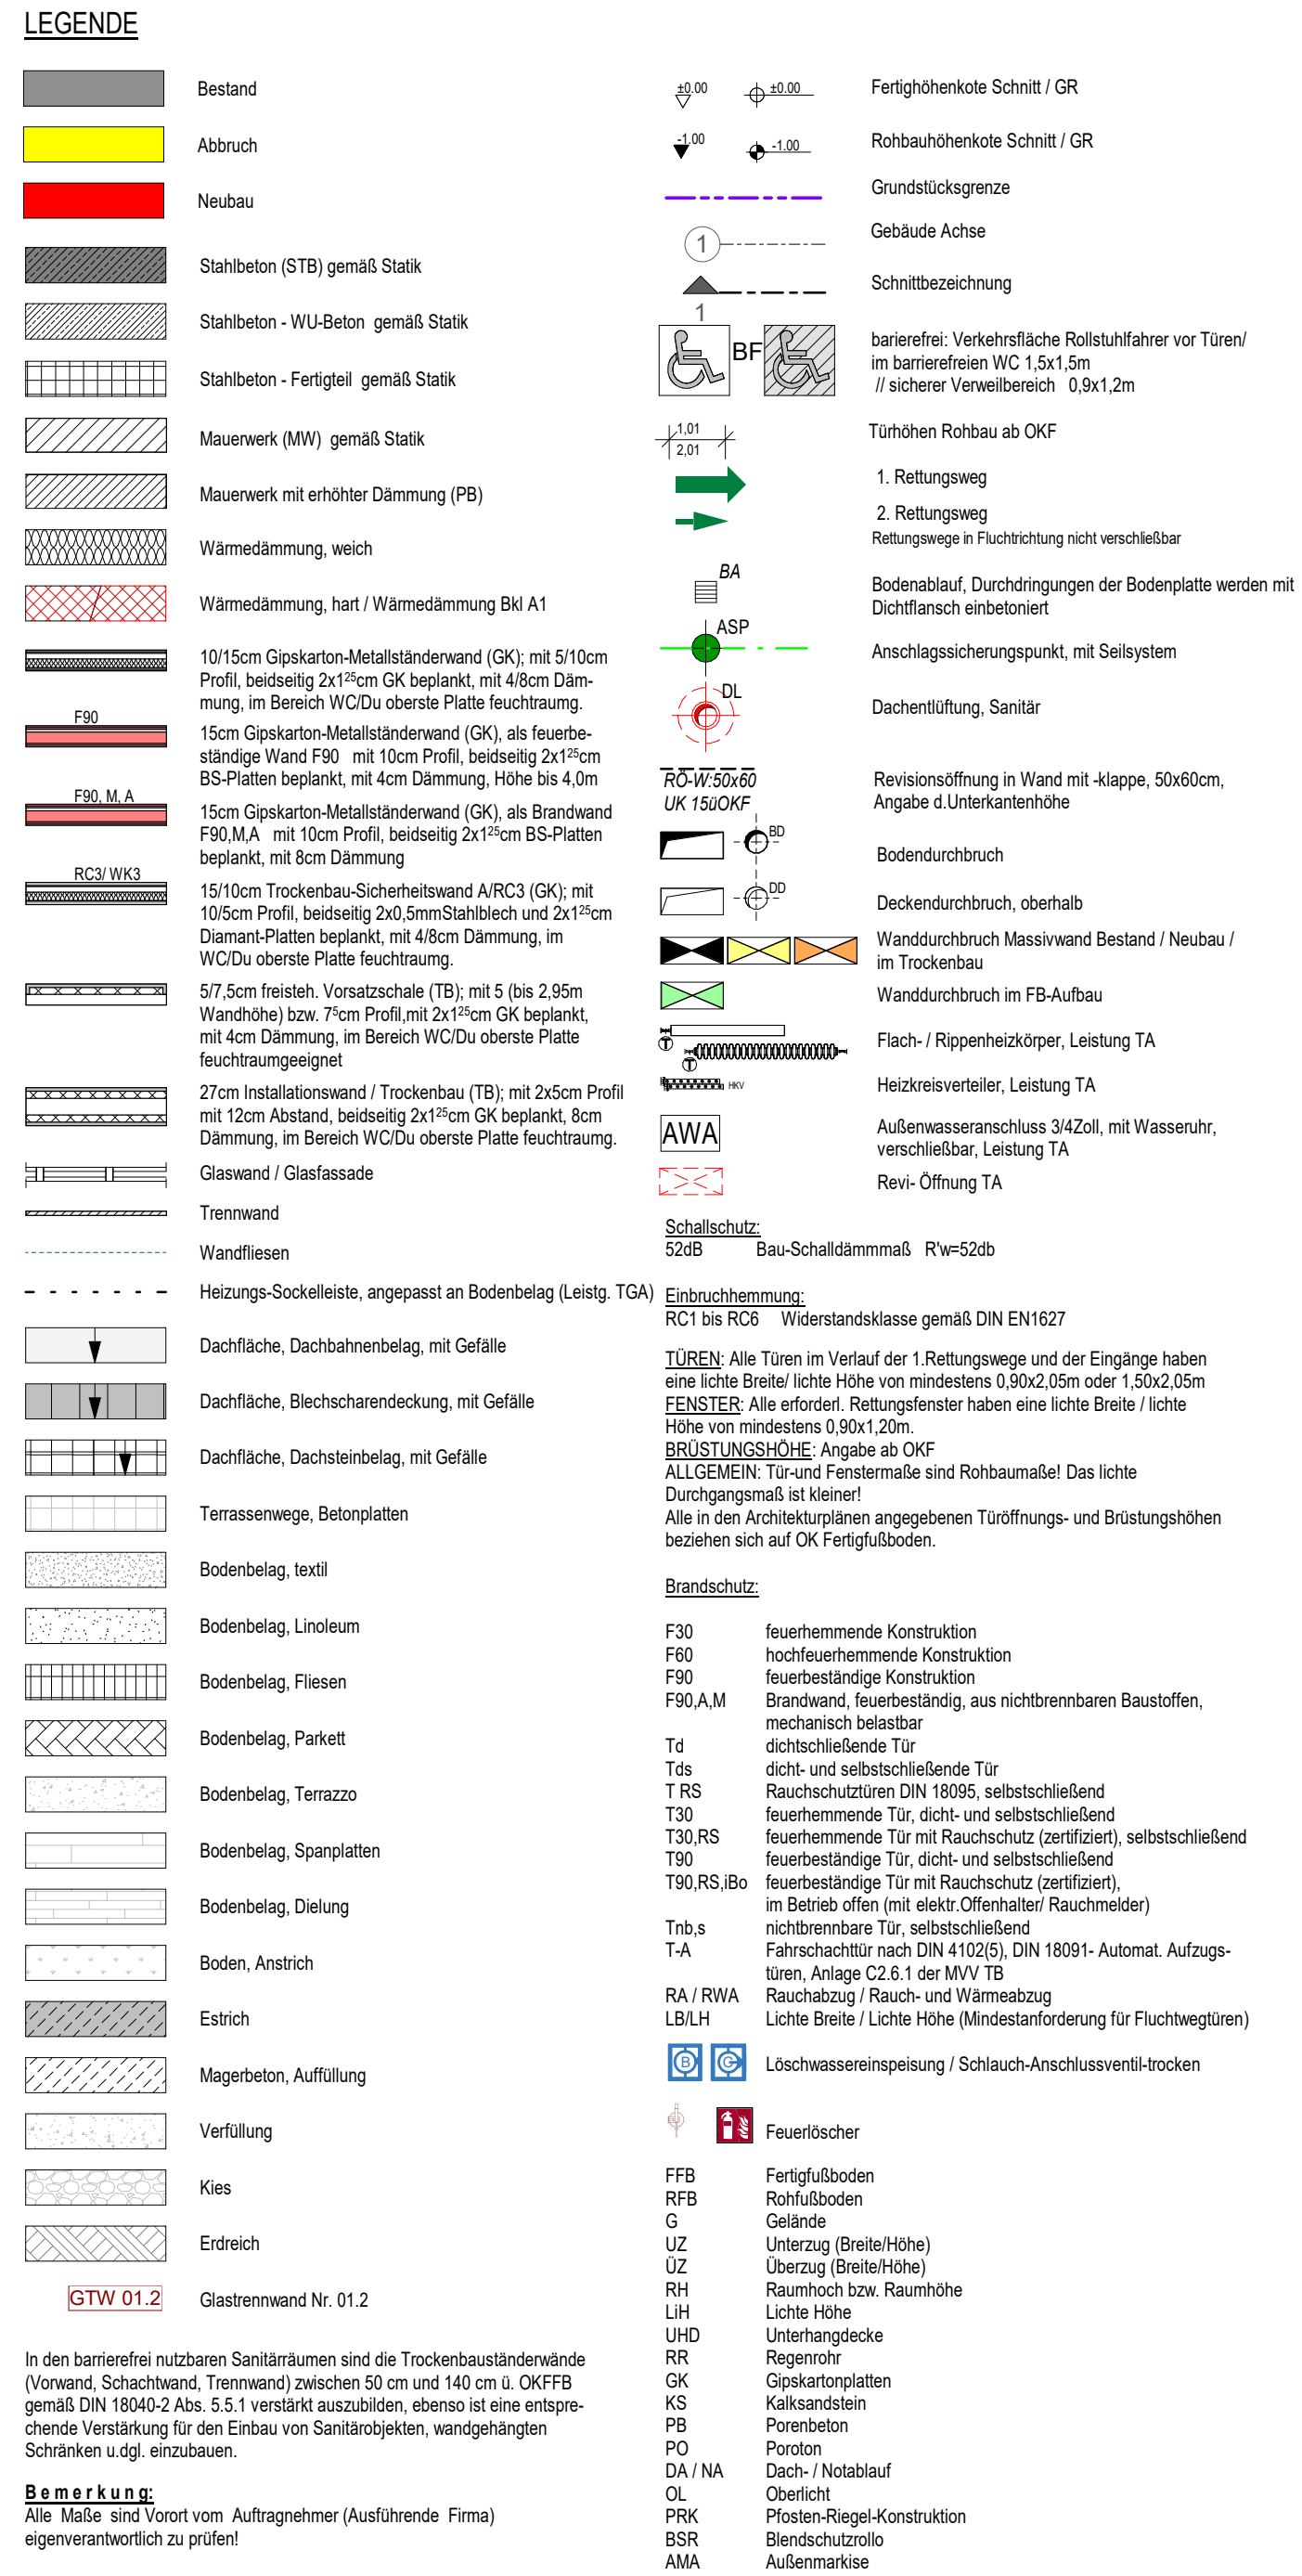 LEGENDE
Bestand
Abbruch
Neubau
Stahlbeton (STB) gemäß Statik
Stahlbeton - WU-Beton gemäß Statik
Stahlbeton - Fertigteil gemäß Statik
Mauerwerk (MW) gemäß Statik
Mauerwerk mit erhöhter Dämmung (PB)
Wärmedämmung, weich
Wärmedämmung, hart / Wärmedämmung Bkl A1
10/15cm Gipskarton-Metallständerwand (GK); mit 5/10cm
Profil, beidseitig 2x1²⁵cm GK beplankt, mit 4/8cm Däm-
mung, im Bereich WC/Du oberste Platte feuchtraumg.
F90
15cm Gipskarton-Metallständerwand (GK), als feuerbe-
ständige Wand F90 mit 10cm Profil, beidseitig 2x1²⁵cm
BS-Platten beplankt, mit 4cm Dämmung, Höhe bis 4,0m
F90, M, A
15cm Gipskarton-Metallständerwand (GK), als Brandwand
F90,M,A mit 10cm Profil, beidseitig 2x1²⁵cm BS-Platten
beplankt, mit 8cm Dämmung
RC3/ WK3
15/10cm Trockenbau-Sicherheitswand A/RC3 (GK); mit
10/5cm Profil, beidseitig 2x0,5mmStahlblech und 2x1²⁵cm
Diamant-Platten beplankt, mit 4/8cm Dämmung, im
WC/Du oberste Platte feuchtraumg.
5/7,5cm freisteh. Vorsatzschale (TB); mit 5 (bis 2,95m
Wandhöhe) bzw. 7⁵cm Profil,mit 2x1²⁵cm GK beplankt,
mit 4cm Dämmung, im Bereich WC/Du oberste Platte
feuchtraumgeeignet
27cm Installationswand / Trockenbau (TB); mit 2x5cm Profil
mit 12cm Abstand, beidseitig 2x1²⁵cm GK beplankt, 8cm
Dämmung, im Bereich WC/Du oberste Platte feuchtraumg.
Glaswand / Glasfassade
Trennwand
Wandfliesen
Heizungs-Sockelleiste, angepasst an Bodenbelag (Leistg. TGA)
Dachfläche, Dachbahnenbelag, mit Gefälle
Dachfläche, Blechscharendeckung, mit Gefälle
Dachfläche, Dachsteinbelag, mit Gefälle
Terrassenwege, Betonplatten
Bodenbelag, textil
Bodenbelag, Linoleum
Bodenbelag, Fliesen
Bodenbelag, Parkett
Bodenbelag, Terrazzo
Bodenbelag, Spanplatten
Bodenbelag, Dielung
Boden, Anstrich
Estrich
Magerbeton, Auffüllung
Verfüllung
Kies
Erdreich
GTW 01.2 Glastrennwand Nr. 01.2
In den barrierefrei nutzbaren Sanitärräumen sind die Trockenbauständerwände
(Vorwand, Schachtwand, Trennwand) zwischen 50 cm und 140 cm ü. OKFFB
gemäß DIN 18040-2 Abs. 5.5.1 verstärkt auszubilden, ebenso ist eine entspre-
chende Verstärkung für den Einbau von Sanitärobjekten, wandgehängten
Schränken u.dgl. einzubauen.
Bemerkung:
Alle Maße sind Vorort vom Auftragnehmer (Ausführende Firma)
eigenverantwortlich zu prüfen!
±0.00 ±0.00 Fertighöhenkote Schnitt / GR
-1.00 -1.00 Rohbauhöhenkote Schnitt / GR
Grundstücksgrenze
1 Gebäude Achse
Schnittbezeichnung
1
BF
barierefrei: Verkehrsfläche Rollstuhlfahrer vor Türen/
im barrierefreien WC 1,5x1,5m
// sicherer Verweilbereich 0,9x1,2m
1,01
2,01
Türhöhen Rohbau ab OKF
1. Rettungsweg
2. Rettungsweg
Rettungswege in Fluchtrichtung nicht verschließbar
BA
Bodenablauf, Durchdringungen der Bodenplatte werden mit
Dichtflansch einbetoniert
ASP
Anschlagssicherungspunkt, mit Seilsystem
DL
Dachentlüftung, Sanitär
RÖ-W:50x60
UK 15üOKF
Revisionsöffnung in Wand mit -klappe, 50x60cm,
Angabe d.Unterkantenhöhe
BD
Bodendurchbruch
DD
Deckendurchbruch, oberhalb
Wanddurchbruch Massivwand Bestand / Neubau /
im Trockenbau
Wanddurchbruch im FB-Aufbau
T
T
Flach- / Rippenheizkörper, Leistung TA
HKV Heizkreisverteiler, Leistung TA
AWA
Außenwasseranschluss 3/4Zoll, mit Wasseruhr,
verschließbar, Leistung TA
Revi- Öffnung TA
Schallschutz:
52dB Bau-Schalldämmmaß R'w=52db
Einbruchhemmung:
RC1 bis RC6 Widerstandsklasse gemäß DIN EN1627
TÜREN: Alle Türen im Verlauf der 1.Rettungswege und der Eingänge haben
eine lichte Breite/ lichte Höhe von mindestens 0,90x2,05m oder 1,50x2,05m
FENSTER: Alle erforderl. Rettungsfenster haben eine lichte Breite / lichte
Höhe von mindestens 0,90x1,20m.
BRÜSTUNGSHÖHE: Angabe ab OKF
ALLGEMEIN: Tür-und Fenstermaße sind Rohbaumaße! Das lichte
Durchgangsmaß ist kleiner!
Alle in den Architekturplänen angegebenen Türöffnungs- und Brüstungshöhen
beziehen sich auf OK Fertigfußboden.
Brandschutz:
F30 feuerhemmende Konstruktion
F60 hochfeuerhemmende Konstruktion
F90 feuerbeständige Konstruktion
F90,A,M Brandwand, feuerbeständig, aus nichtbrennbaren Baustoffen,
mechanisch belastbar
Td dichtschließende Tür
Tds dicht- und selbstschließende Tür
T RS Rauchschutztüren DIN 18095, selbstschließend
T30 feuerhemmende Tür, dicht- und selbstschließend
T30,RS feuerhemmende Tür mit Rauchschutz (zertifiziert), selbstschließend
T90 feuerbeständige Tür, dicht- und selbstschließend
T90,RS,iBo feuerbeständige Tür mit Rauchschutz (zertifiziert),
im Betrieb offen (mit elektr.Offenhalter/ Rauchmelder)
Tnb,s nichtbrennbare Tür, selbstschließend
T-A Fahrschachttür nach DIN 4102(5), DIN 18091- Automat. Aufzugs-
türen, Anlage C2.6.1 der MVV TB
RA / RWA Rauchabzug / Rauch- und Wärmeabzug
LB/LH Lichte Breite / Lichte Höhe (Mindestanforderung für Fluchtwegtüren)
B G Löschwassereinspeisung / Schlauch-Anschlussventil-trocken
Feuerlöscher
FFB Fertigfußboden
RFB Rohfußboden
G Gelände
UZ Unterzug (Breite/Höhe)
ÜZ Überzug (Breite/Höhe)
RH Raumhoch bzw. Raumhöhe
LiH Lichte Höhe
UHD Unterhangdecke
RR Regenrohr
GK Gipskartonplatten
KS Kalksandstein
PB Porenbeton
PO Poroton
DA / NA Dach- / Notablauf
OL Oberlicht
PRK Pfosten-Riegel-Konstruktion
BSR Blendschutzrollo
AMA Außenmarkise